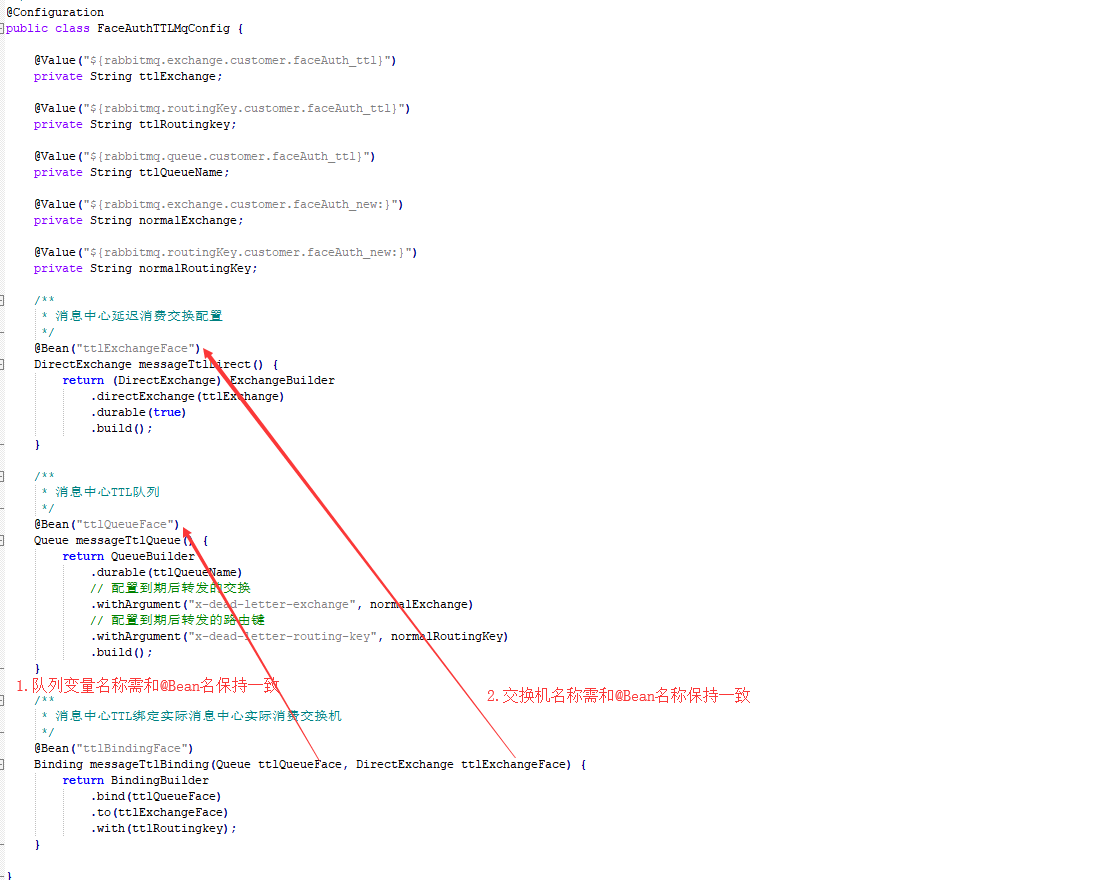 @Configuration
public class FaceAuthTTLMqConfig {
@Value("${rabbitmq.exchange.customer.faceAuth_ttl}")
private String ttlExchange;
@Value("${rabbitmq.routingKey.customer.faceAuth_ttl}")
private String ttlRoutingkey;
@Value("${rabbitmq.queue.customer.faceAuth_ttl}")
private String ttlQueueName;
@Value("${rabbitmq.exchange.customer.faceAuth_new:}")
private String normalExchange;
@Value("${rabbitmq.routingKey.customer.faceAuth_new:}")
private String normalRoutingKey;
/**
* 消息中心延迟消费交换配置
*/
@Bean("ttlExchangeFace")
DirectExchange messageTtlDirect() {
return (DirectExchange) ExchangeBuilder
.directExchange(ttlExchange)
.durable(true)
.build();
}
/**
* 消息中心TTL队列
*/
@Bean("ttlQueueFace")
Queue messageTtlQueue() {
return QueueBuilder
.durable(ttlQueueName)
// 配置到期后转发的交换
.withArgument("x-dead-letter-exchange", normalExchange)
// 配置到期后转发的路由键
.withArgument("x-dead-letter-routing-key", normalRoutingKey)
.build();
}
1.队列变量名称需和@Bean名保持一致
2.交换机名称需和@Bean名称保持一致
/**
* 消息中心TTL绑定实际消息中心实际消费交换机
*/
@Bean("ttlBindingFace")
Binding messageTtlBinding(Queue ttlQueueFace, DirectExchange ttlExchangeFace) {
return BindingBuilder
.bind(ttlQueueFace)
.to(ttlExchangeFace)
.with(ttlRoutingkey);
}
}